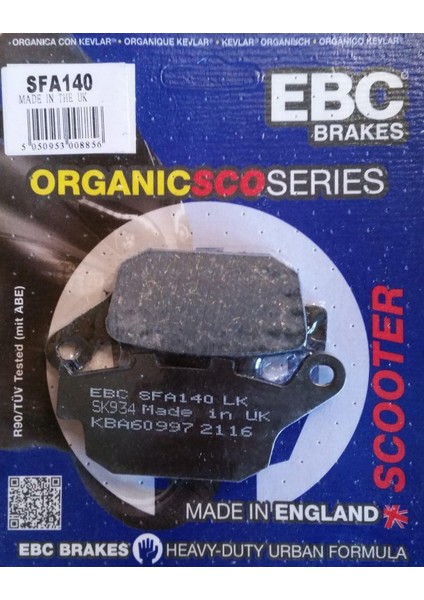 ORGANICA CON KEVLAR • ORGANIQUE KEVLAR • KEVLAR ORGANISCH • ORGANICO KEVLAR
SFA140
MADE IN THE UK
5 050953 008856
EBC
BRAKES
ORGANICSCOSERIES
R90/TÜV Tested (mit ABE)
EBC SFA140 LK
SK934 Made in UK
KBA60997 2116
SCOOTER
MADE IN ENGLAND
EBC BRAKES HEAVY-DUTY URBAN FORMULA